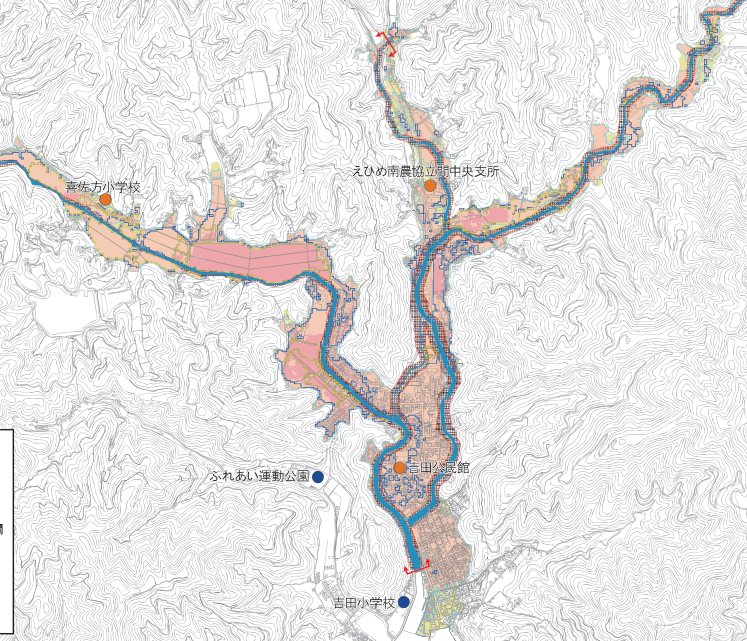 えひめ南農協立間中央支所
喜佐方小学校
吉田公民館
ふれあい運動公園
吉田小学校